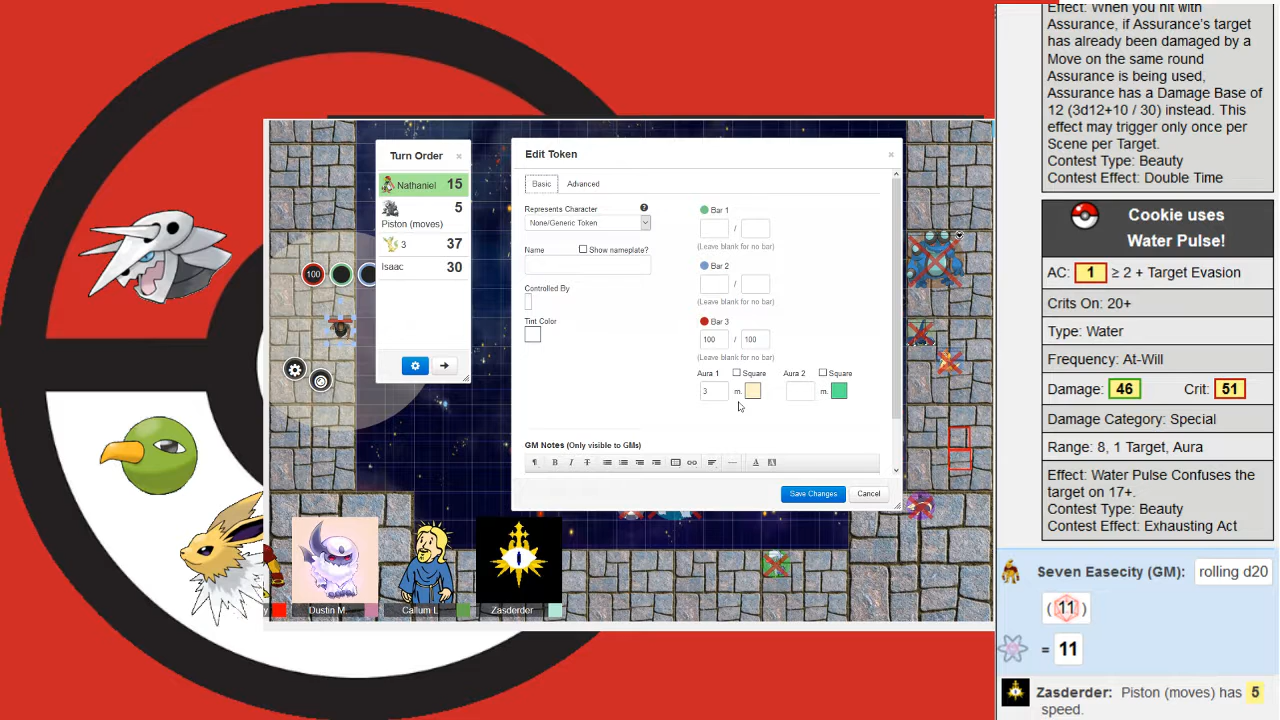 Turn Order ×
Nathaniel 15
5
Piston (moves)
3 37
Isaac 30
100
Edit Token ×
Basic Advanced
Represents Character ?
None/Generic Token
Name Show nameplate?
Controlled By
Tint Color
Bar 1
/
(Leave blank for no bar)
Bar 2
/
(Leave blank for no bar)
Bar 3
100 / 100
(Leave blank for no bar)
Aura 1 Square Aura 2 Square
3 m. m.
GM Notes (Only visible to GMs)
B I T A A
Save Changes Cancel
Dustin M. Callum L Zasderder
Effect: When you hit with
Assurance, if Assurance's target
has already been damaged by a
Move on the same round
Assurance is being used,
Assurance has a Damage Base of
12 (3d12+10 / 30) instead. This
effect may trigger only once per
Scene per Target.
Contest Type: Beauty
Contest Effect: Double Time
Cookie uses
Water Pulse!
AC: 1 ≥ 2 + Target Evasion
Crits On: 20+
Type: Water
Frequency: At-Will
Damage: 46 Crit: 51
Damage Category: Special
Range: 8, 1 Target, Aura
Effect: Water Pulse Confuses the
target on 17+.
Contest Type: Beauty
Contest Effect: Exhausting Act
Seven Easecity (GM): rolling d20
(11)
= 11
Zasderder: Piston (moves) has 5
speed.